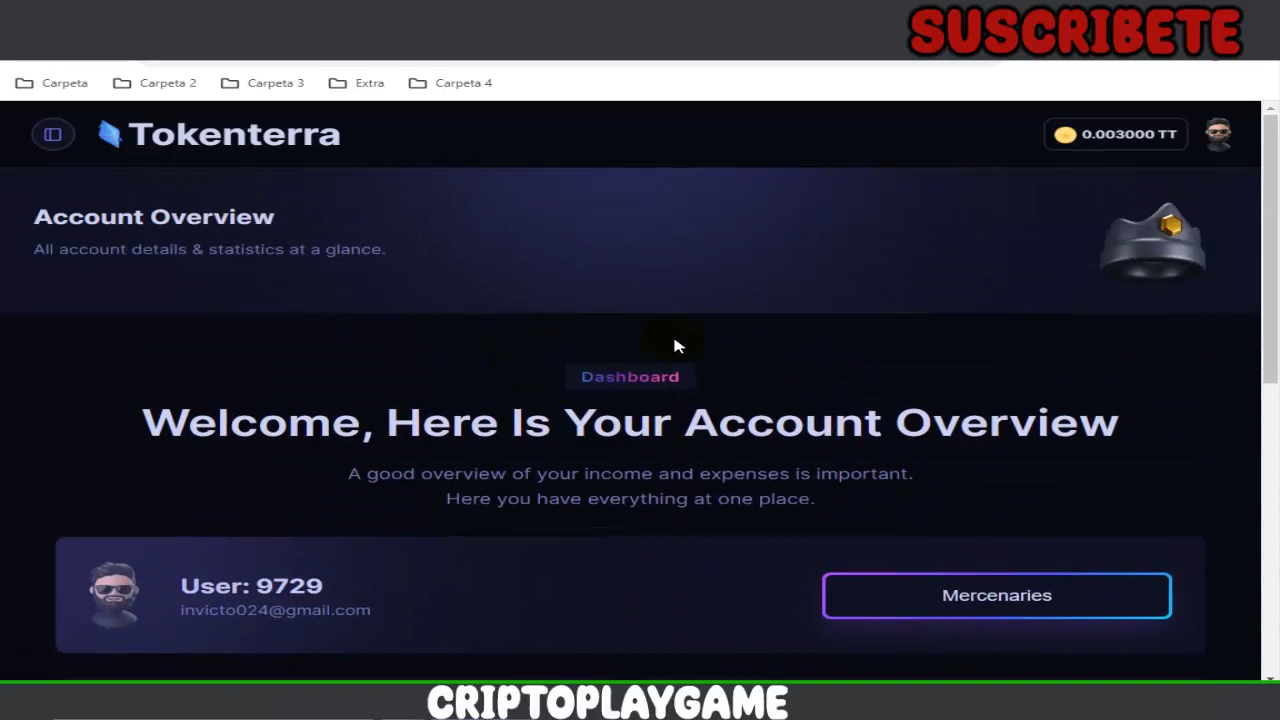 SUSCRIBETE
Carpeta Carpeta 2 Carpeta 3 Extra Carpeta 4
Tokenterra
0.003000 TT
Account Overview
All account details & statistics at a glance.
Dashboard
Welcome, Here Is Your Account Overview
A good overview of your income and expenses is important.
Here you have everything at one place.
User: 9729
invicto024@gmail.com
Mercenaries
CRIPTOPLAYGAME